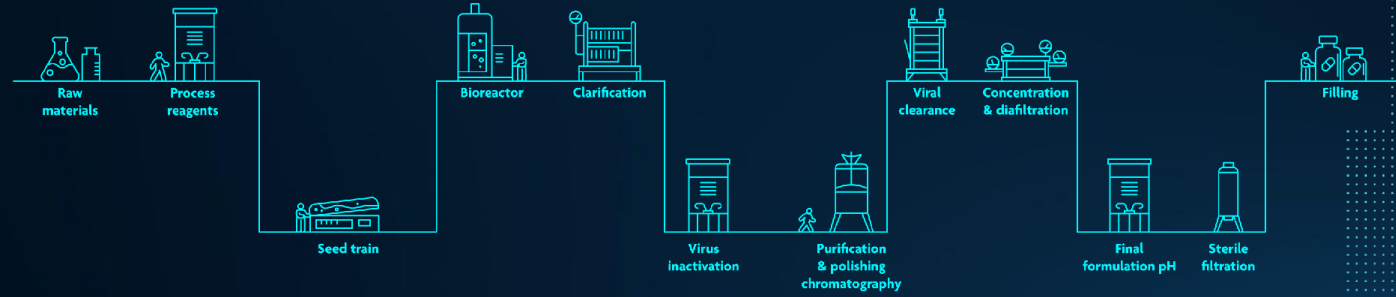 Raw
materials
Process
reagents
Seed train
Bioreactor
Clarification
Virus
inactivation
Purification
& polishing
chromatography
Viral
clearance
Concentration
& diafiltration
Final
formulation pH
Sterile
filtration
Filling